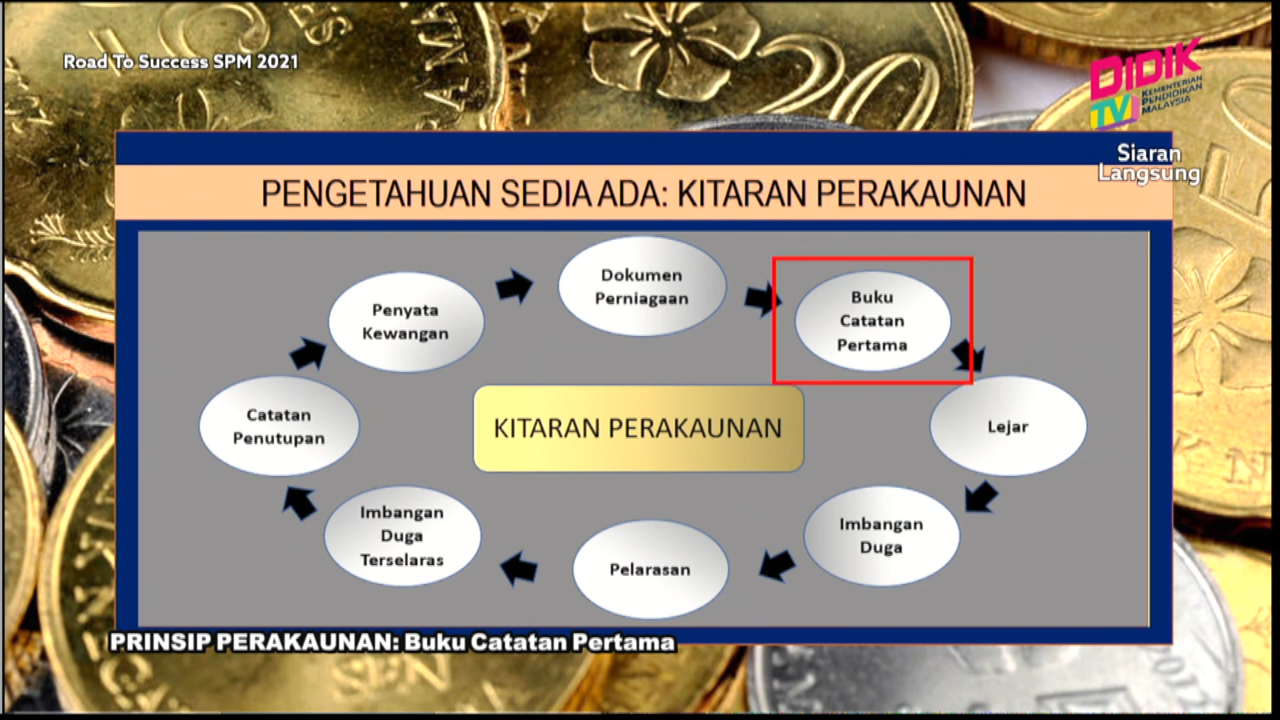 Road To Success SPM 2021
DIDIK
TV
KEMENTERIAN
PENDIDIKAN
MALAYSIA
Siaran
Langsung
PENGETAHUAN SEDIA ADA: KITARAN PERAKAUNAN
Dokumen
Perniagaan
Buku
Catatan
Pertama
Lejar
Imbangan
Duga
Pelarasan
Imbangan
Duga
Terselaras
Catatan
Penutupan
Penyata
Kewangan
KITARAN PERAKAUNAN
PRINSIP PERAKAUNAN: Buku Catatan Pertama
20